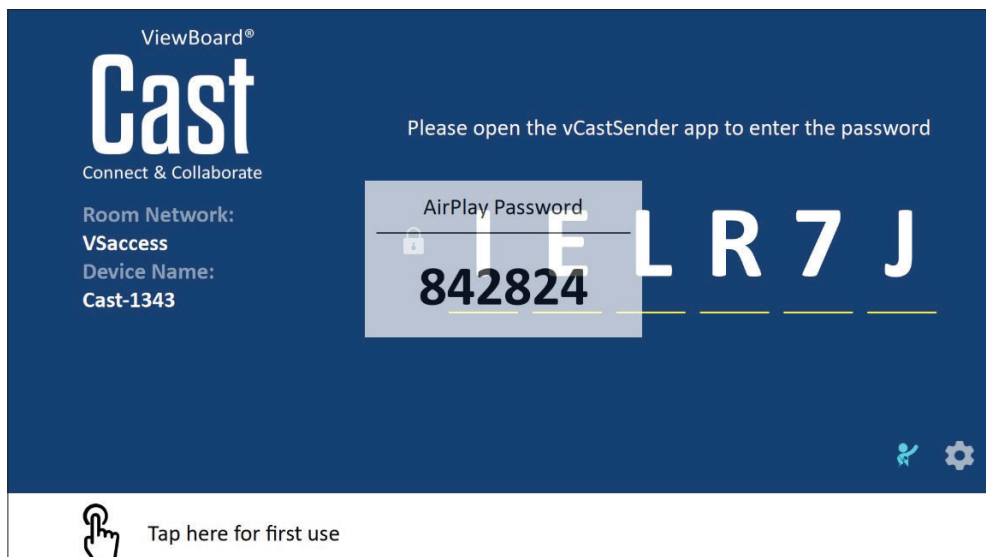 ViewBoard®
Cast
Connect & Collaborate
Room Network:
VSaccess
Device Name:
Cast-1343
Please open the vCastSender app to enter the password
AirPlay Password
842824
I E L R 7 J
Tap here for first use